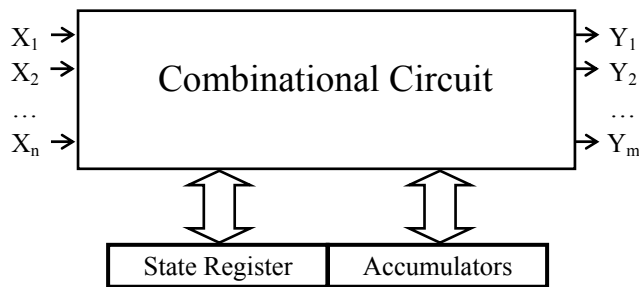 X₁ Y₁
X₂ Combinational Circuit Y₂
... ...
Xₙ Yₘ
State Register Accumulators